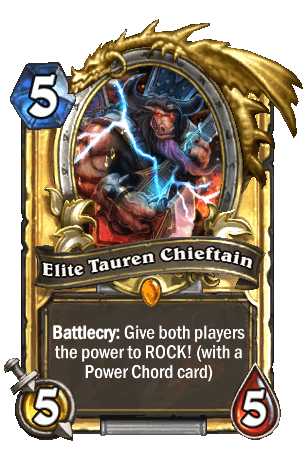 5
Elite Tauren Chieftain
Battlecry: Give both players
the power to ROCK! (with a
Power Chord card)
5 5